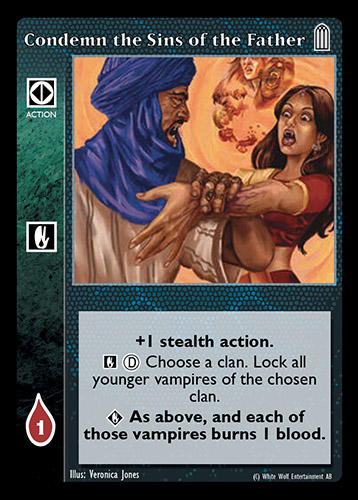 Condemn the Sins of the Father
ACTION
+1 stealth action.
D Choose a clan. Lock all
younger vampires of the chosen
clan.
As above, and each of
those vampires burns 1 blood.
1
Illus: Veronica Jones
(C) White Wolf Entertainment AB